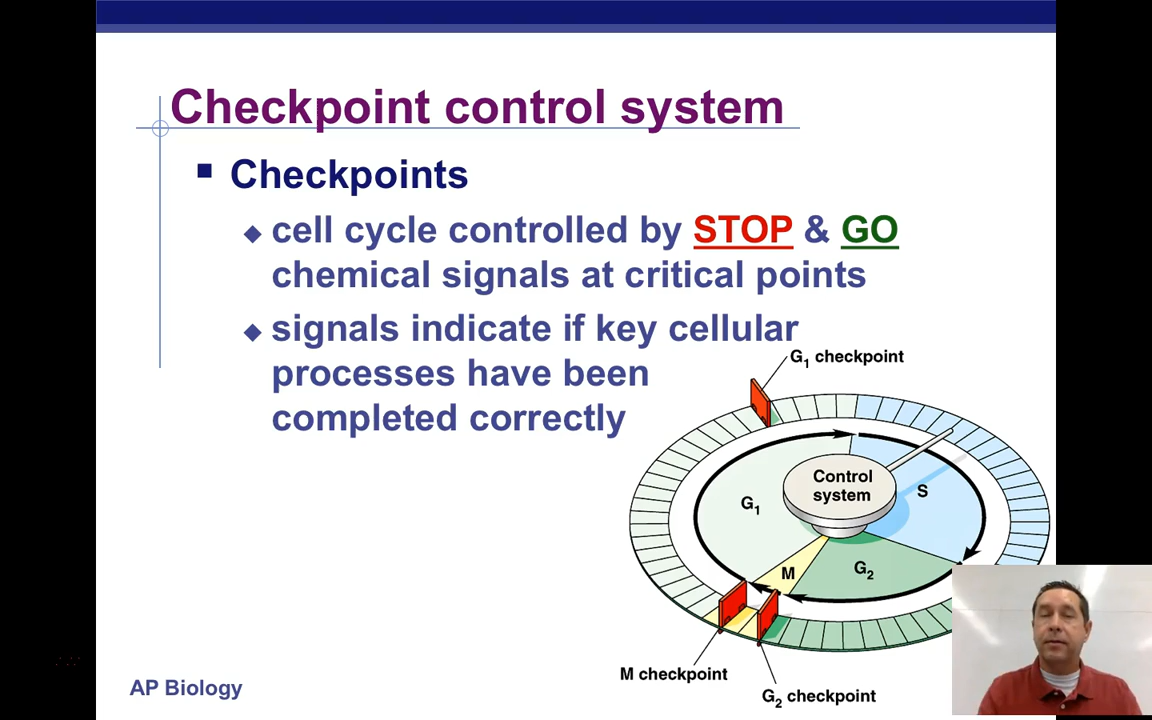 Checkpoint control system
Checkpoints
cell cycle controlled by STOP & GO
chemical signals at critical points
signals indicate if key cellular
processes have been
completed correctly
G₁ checkpoint
Control
system
S
G₁
M
G₂
M checkpoint
G₂ checkpoint
AP Biology